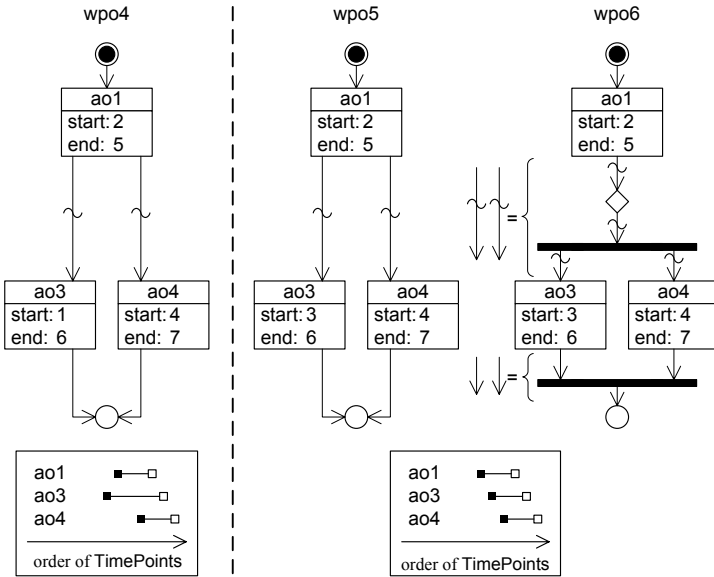 wpo4
ao1
start: 2
end: 5
ao3
start: 1
end: 6
ao4
start: 4
end: 7
ao1
ao3
ao4
order of TimePoints
wpo5
ao1
start: 2
end: 5
ao3
start: 3
end: 6
ao4
start: 4
end: 7
wpo6
ao1
start: 2
end: 5
=
ao3
start: 3
end: 6
ao4
start: 4
end: 7
=
ao1
ao3
ao4
order of TimePoints